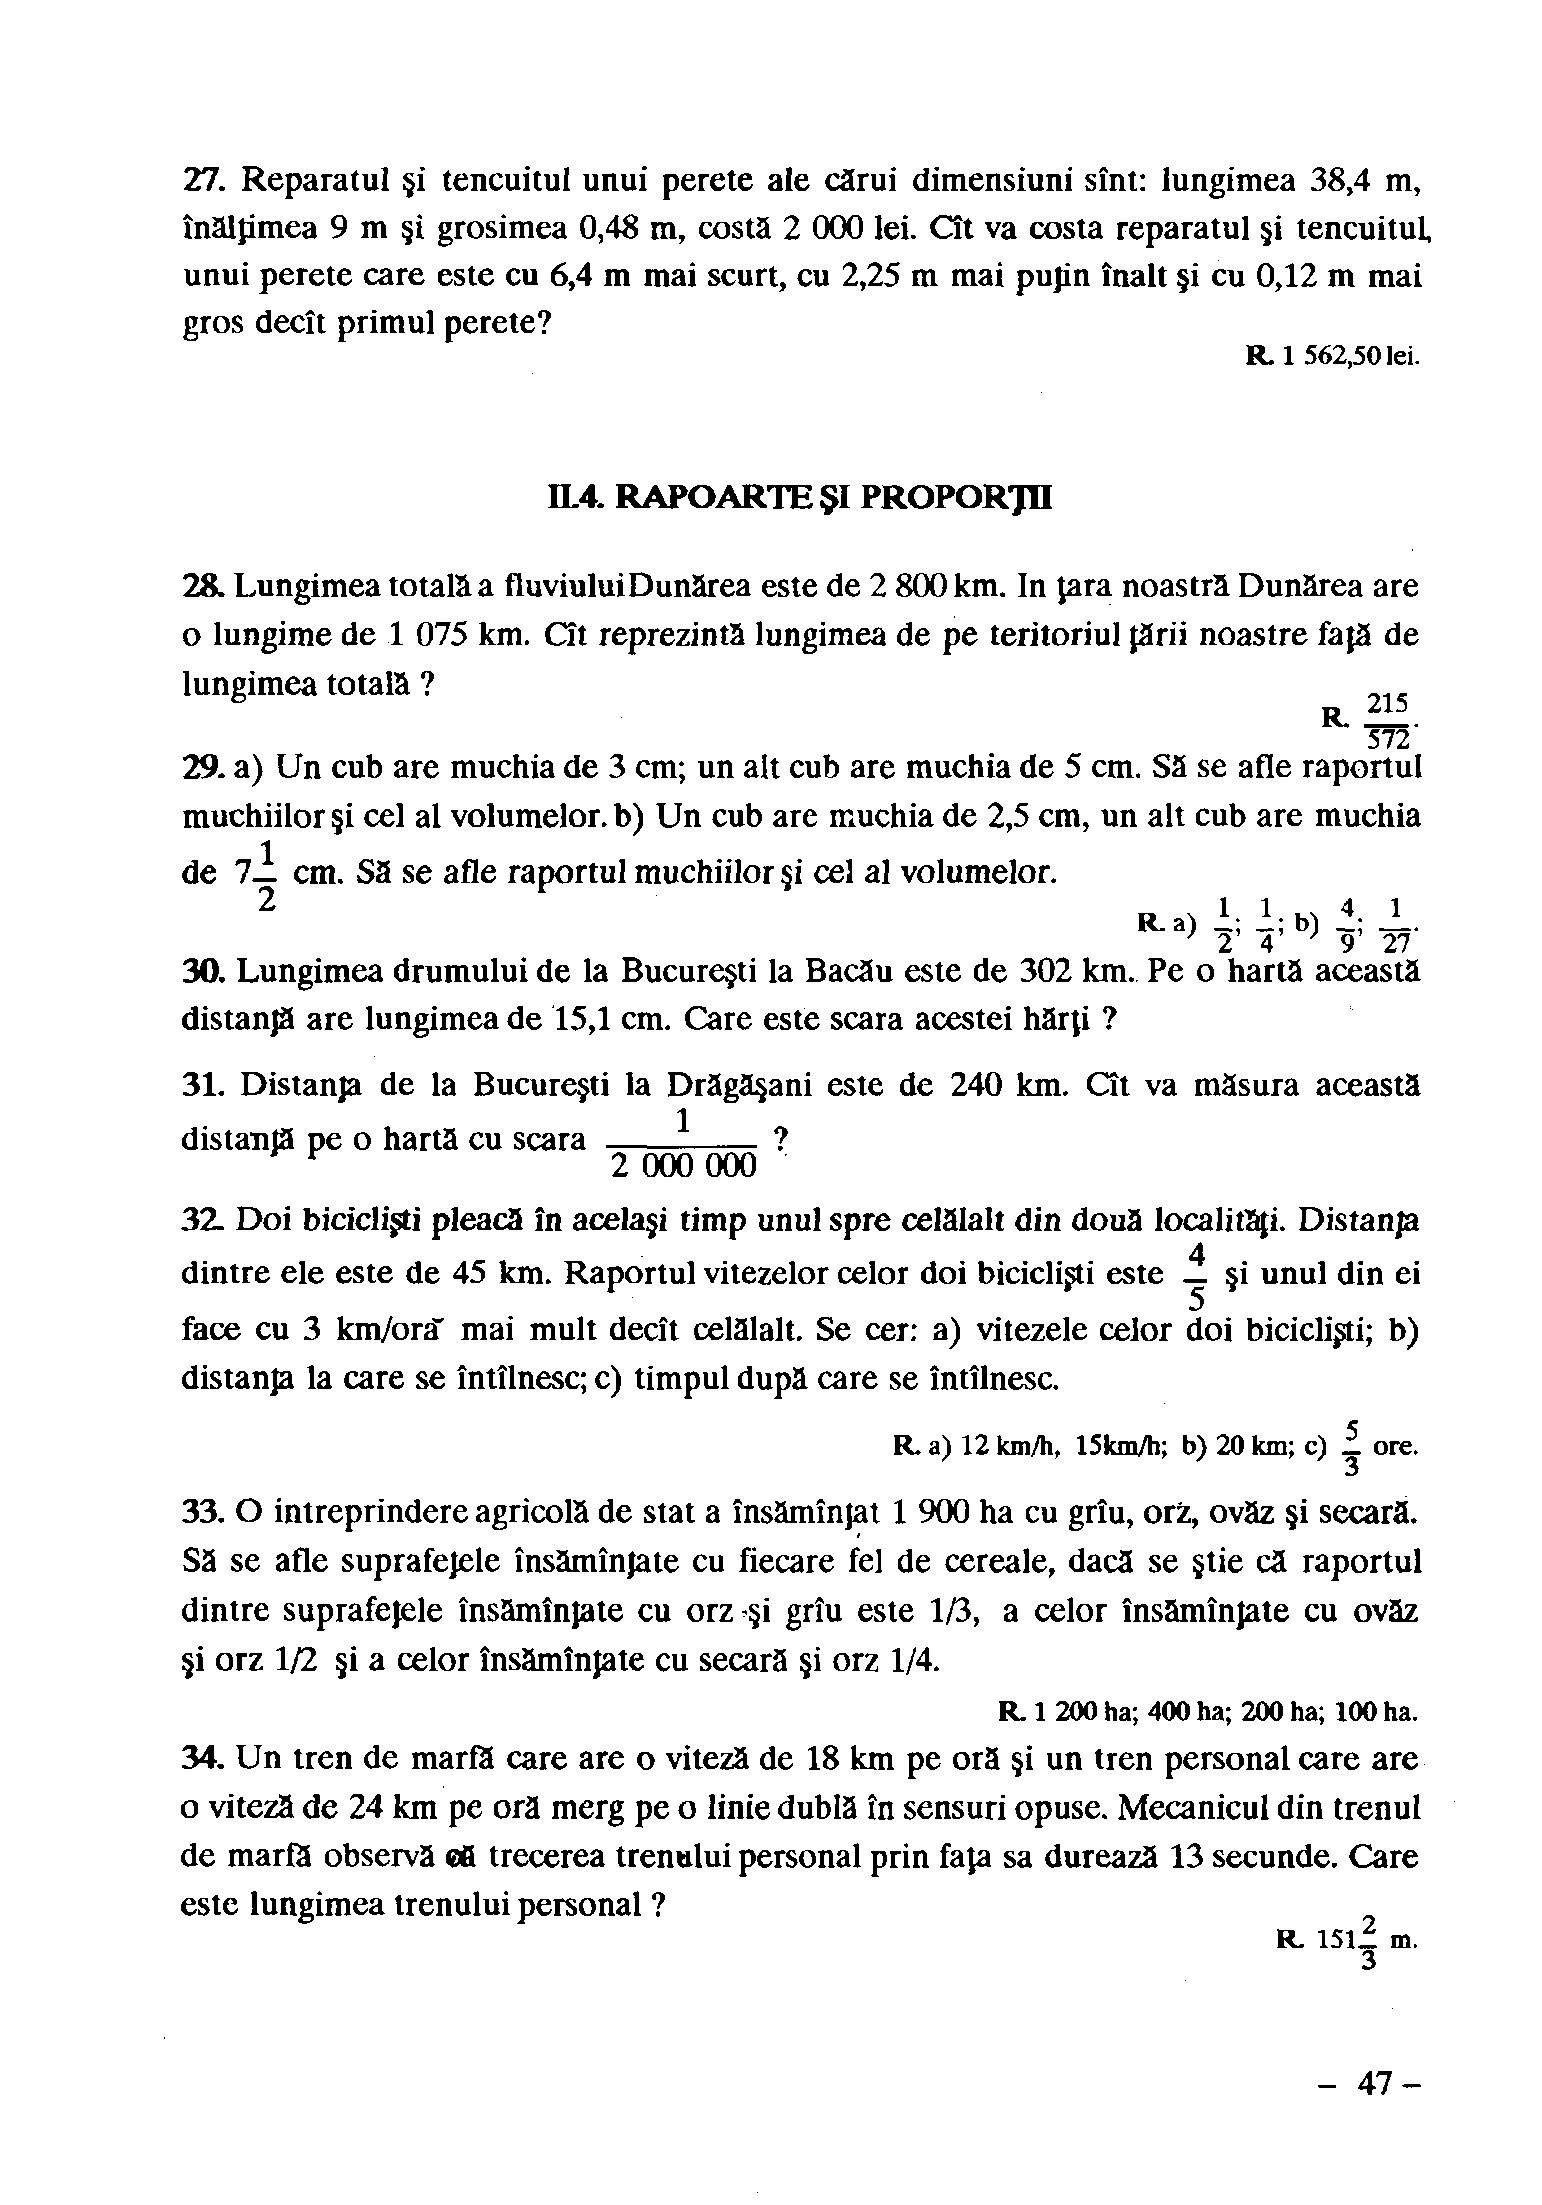 27. Reparatul şi tencuitul unui perete ale cărui dimensiuni sînt: lungimea 38,4 m,
înălţimea 9 m şi grosimea 0,48 m, costă 2 000 lei. Cît va costa reparatul şi tencuitul,
unui perete care este cu 6,4 m mai scurt, cu 2,25 m mai puţin înalt şi cu 0,12 m mai
gros decît primul perete?
R. 1 562,50 lei.
II.4. RAPOARTE ŞI PROPORŢII
28. Lungimea totală a fluviului Dunărea este de 2 800 km. In ţara noastră Dunărea are
o lungime de 1 075 km. Cît reprezintă lungimea de pe teritoriul ţării noastre faţă de
lungimea totală ?
R. 215/572.
29. a) Un cub are muchia de 3 cm; un alt cub are muchia de 5 cm. Să se afle raportul
muchiilor şi cel al volumelor. b) Un cub are muchia de 2,5 cm, un alt cub are muchia
de 7 1/2 cm. Să se afle raportul muchiilor şi cel al volumelor.
R. a) 1/2; 1/4; b) 4/9; 1/27.
30. Lungimea drumului de la Bucureşti la Bacău este de 302 km. Pe o hartă această
distanţă are lungimea de 15,1 cm. Care este scara acestei hărţi ?
31. Distanţa de la Bucureşti la Drăgăşani este de 240 km. Cît va măsura această
distanţă pe o hartă cu scara 1/2 000 000 ?
32. Doi biciclişti pleacă în acelaşi timp unul spre celălalt din două localităţi. Distanţa
dintre ele este de 45 km. Raportul vitezelor celor doi biciclişti este 4/5 şi unul din ei
face cu 3 km/oră mai mult decît celălalt. Se cer: a) vitezele celor doi biciclişti; b)
distanţa la care se întîlnesc; c) timpul după care se întîlnesc.
R. a) 12 km/h, 15km/h; b) 20 km; c) 5/3 ore.
33. O intreprindere agricolă de stat a însămînţat 1 900 ha cu grîu, orz, ovăz şi secară.
Să se afle suprafeţele însămînţate cu fiecare fel de cereale, dacă se ştie că raportul
dintre suprafeţele însămînţate cu orz şi grîu este 1/3, a celor însămînţate cu ovăz
şi orz 1/2 şi a celor însămînţate cu secară şi orz 1/4.
R. 1 200 ha; 400 ha; 200 ha; 100 ha.
34. Un tren de marfă care are o viteză de 18 km pe oră şi un tren personal care are
o viteză de 24 km pe oră merg pe o linie dublă în sensuri opuse. Mecanicul din trenul
de marfă observă că trecerea trenului personal prin faţa sa durează 13 secunde. Care
este lungimea trenului personal ?
R. 151 2/3 m.
- 47 -